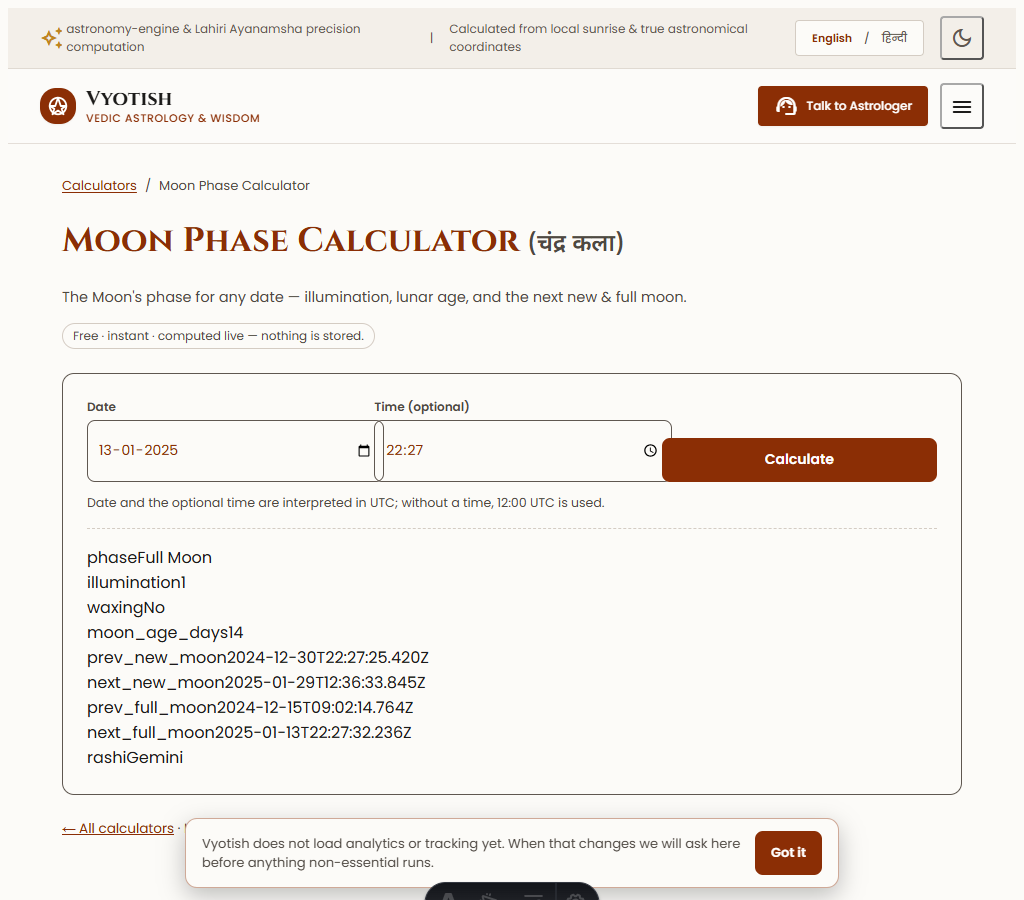 astronomy-engine & Lahiri Ayanamsha precision
computation
|
Calculated from local sunrise & true astronomical
coordinates
English / हिन्दी
Vyotish
VEDIC ASTROLOGY & WISDOM
Talk to Astrologer
Calculators / Moon Phase Calculator
Moon Phase Calculator (चंद्र कला)
The Moon's phase for any date — illumination, lunar age, and the next new & full moon.
Free · instant · computed live — nothing is stored.
Date
Time (optional)
13-01-2025
22:27
Calculate
Date and the optional time are interpreted in UTC; without a time, 12:00 UTC is used.
phaseFull Moon
illumination1
waxingNo
moon_age_days14
prev_new_moon2024-12-30T22:27:25.420Z
next_new_moon2025-01-29T12:36:33.845Z
prev_full_moon2024-12-15T09:02:14.764Z
next_full_moon2025-01-13T22:27:32.236Z
rashiGemini
← All calculators ·
Vyotish does not load analytics or tracking yet. When that changes we will ask here
before anything non-essential runs.
Got it